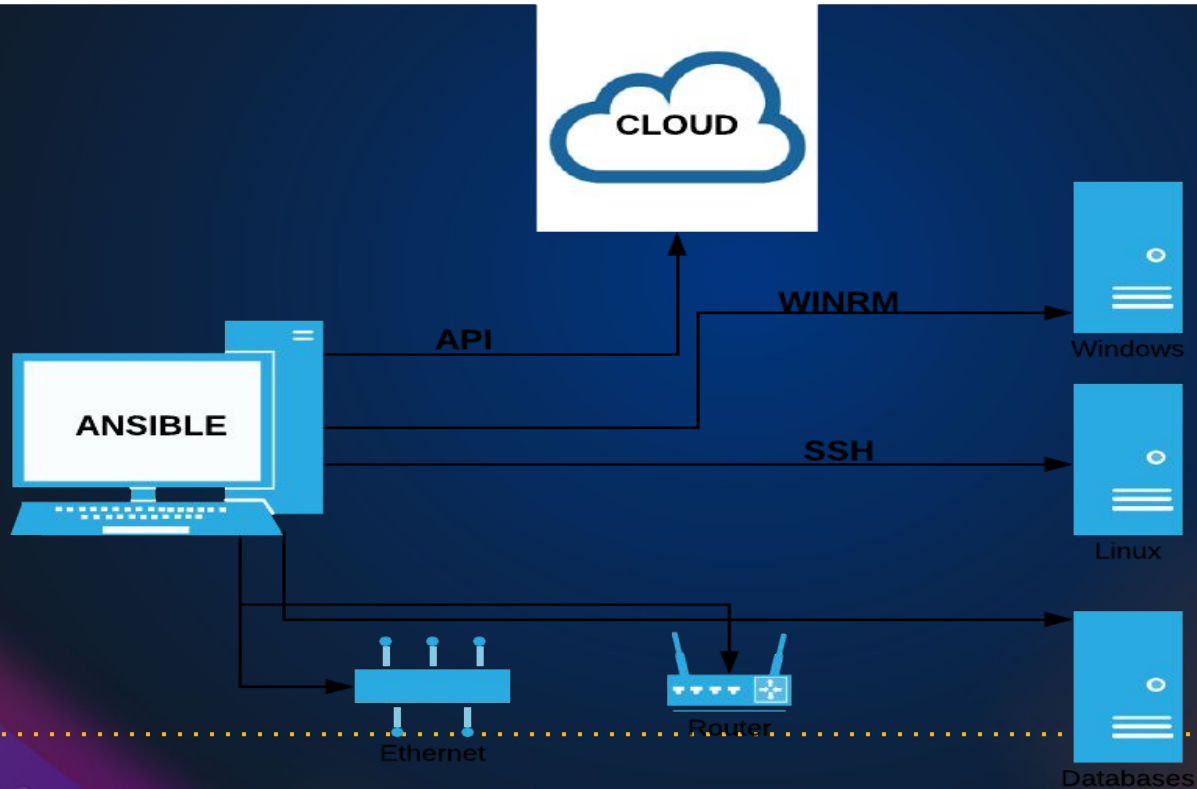 CLOUD
WINRM
API
Windows
ANSIBLE
SSH
Linux
Router
Ethernet
Databases